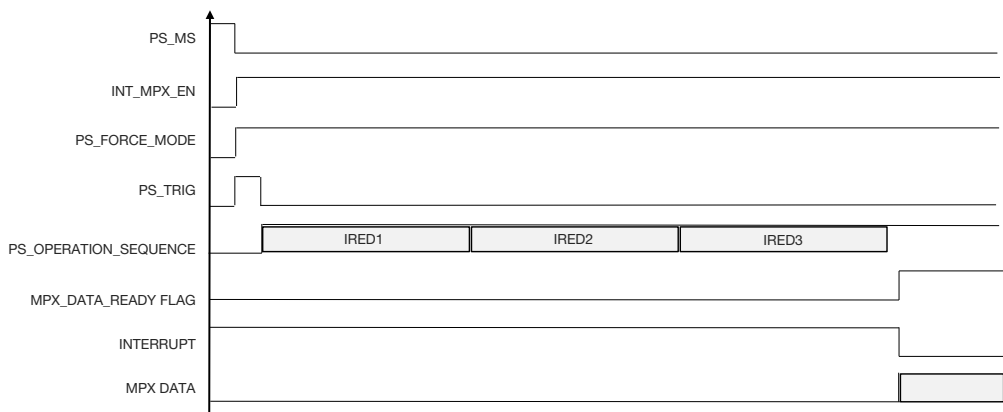 PS_MS
INT_MPX_EN
PS_FORCE_MODE
PS_TRIG
PS_OPERATION_SEQUENCE
IRED1
IRED2
IRED3
MPX_DATA_READY FLAG
INTERRUPT
MPX DATA